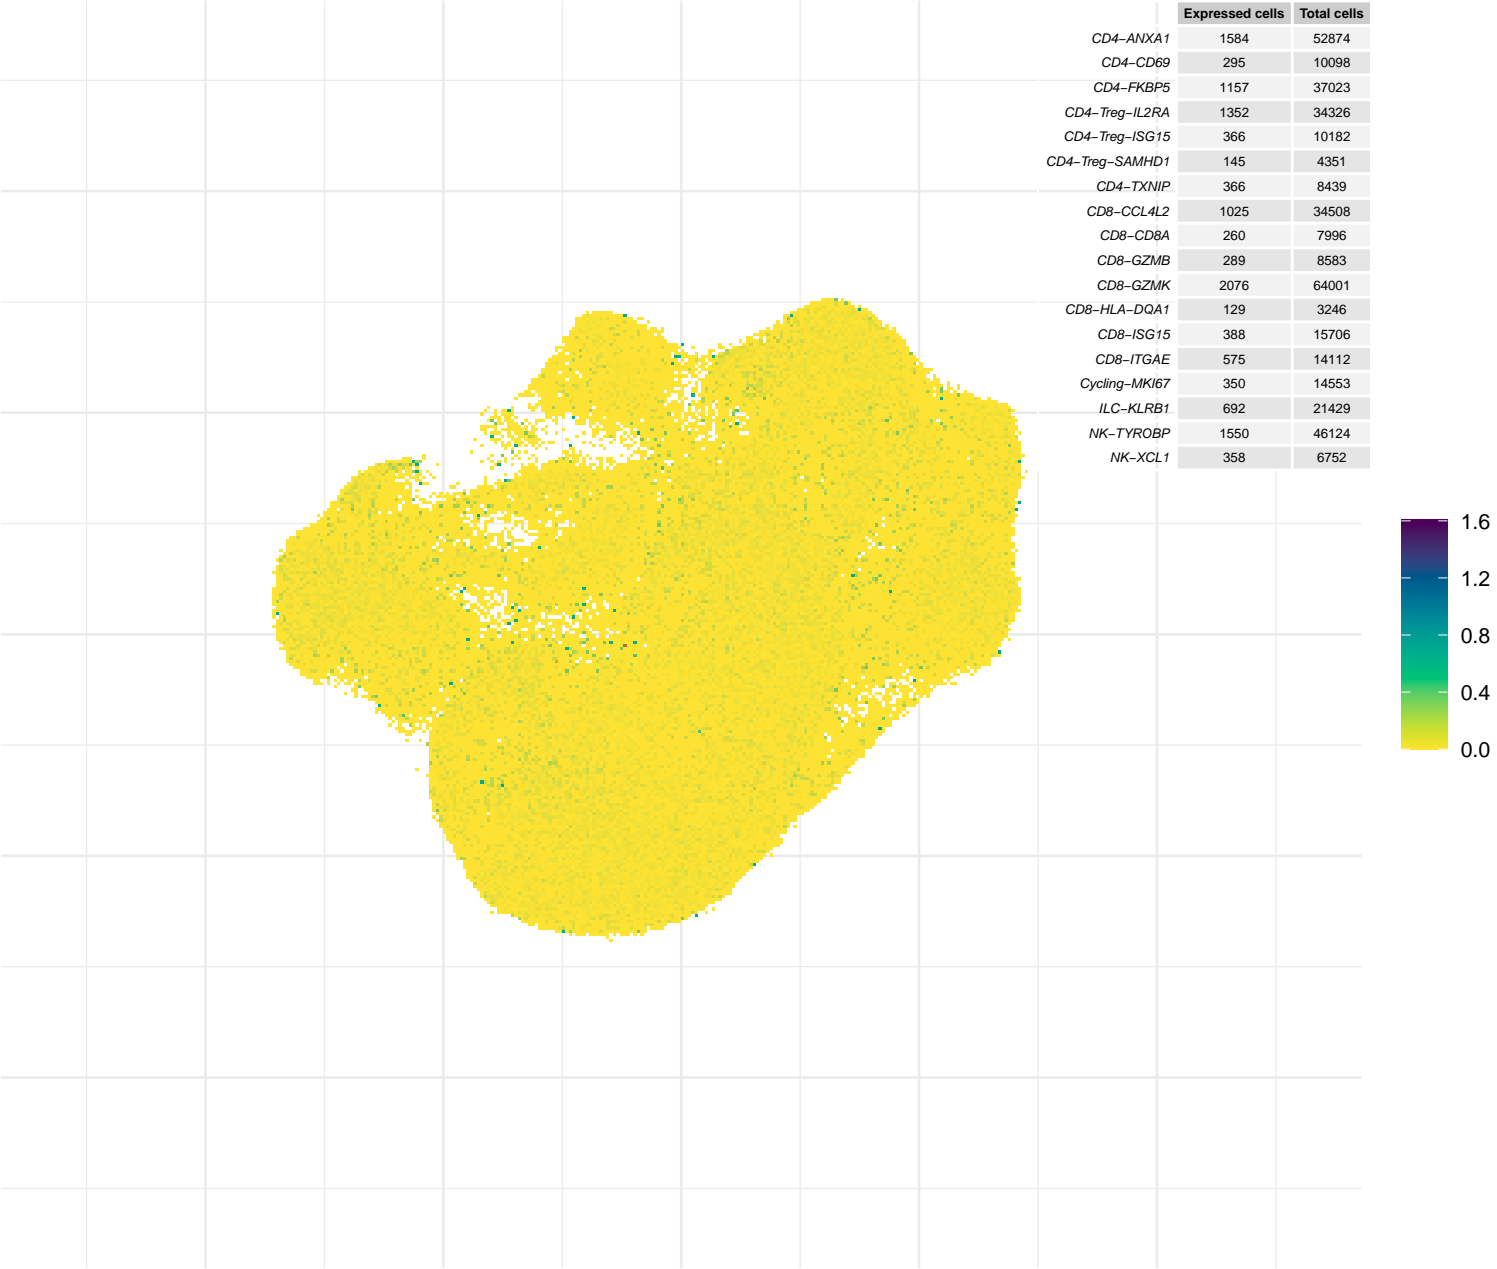 Expressed cells Total cells
CD4−ANXA1 1584 52874
CD4−CD69 295 10098
CD4−FKBP5 1157 37023
CD4−Treg−IL2RA 1352 34326
CD4−Treg−ISG15 366 10182
CD4−Treg−SAMHD1 145 4351
CD4−TXNIP 366 8439
CD8−CCL4L2 1025 34508
CD8−CD8A 260 7996
CD8−GZMB 289 8583
CD8−GZMK 2076 64001
CD8−HLA−DQA1 129 3246
CD8−ISG15 388 15706
CD8−ITGAE 575 14112
Cycling−MKI67 350 14553
ILC−KLRB1 692 21429
NK−TYROBP 1550 46124
NK−XCL1 358 6752
1.6
1.2
0.8
0.4
0.0